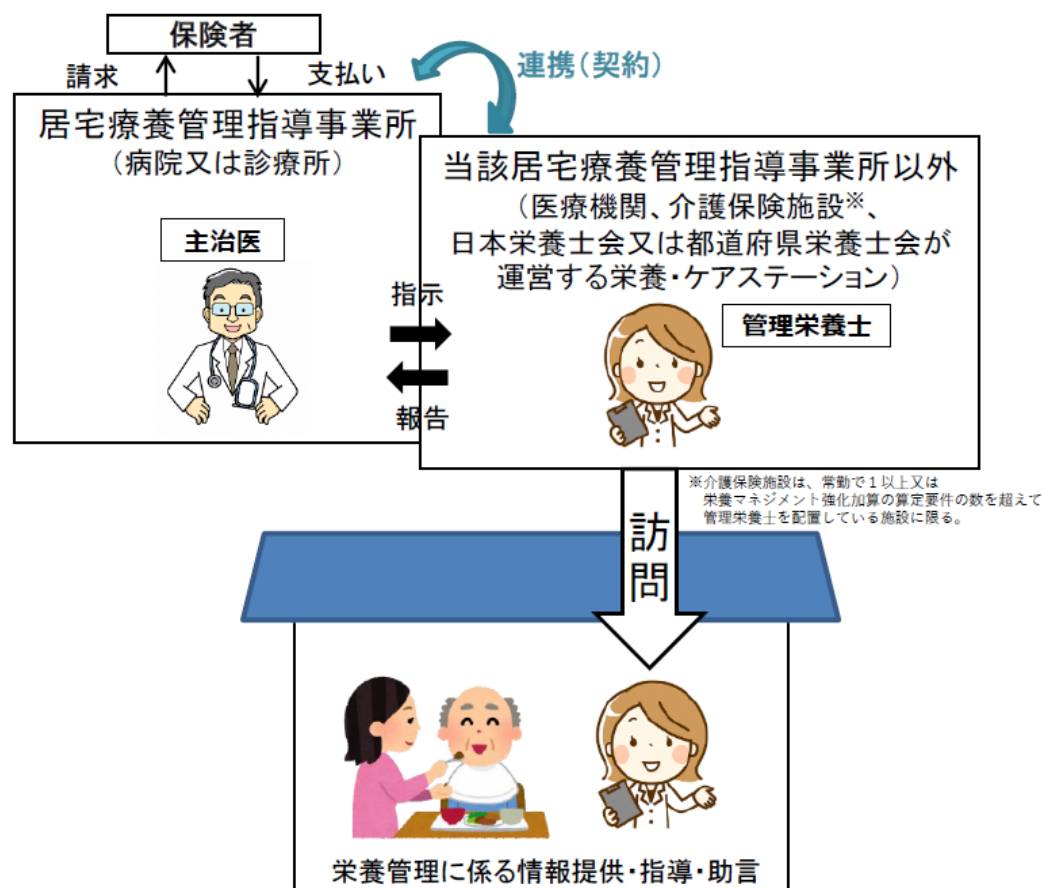 保険者
請求
支払い
連携（契約）
居宅療養管理指導事業所
（病院又は診療所）
主治医
当該居宅療養管理指導事業所以外
（医療機関、介護保険施設※、
日本栄養士会又は都道府県栄養士会が
運営する栄養・ケアステーション）
管理栄養士
指示
報告
※介護保険施設は、常勤で１以上又は
栄養マネジメント強化加算の算定要件の数を超えて
管理栄養士を配置している施設に限る。
訪問
栄養管理に係る情報提供・指導・助言